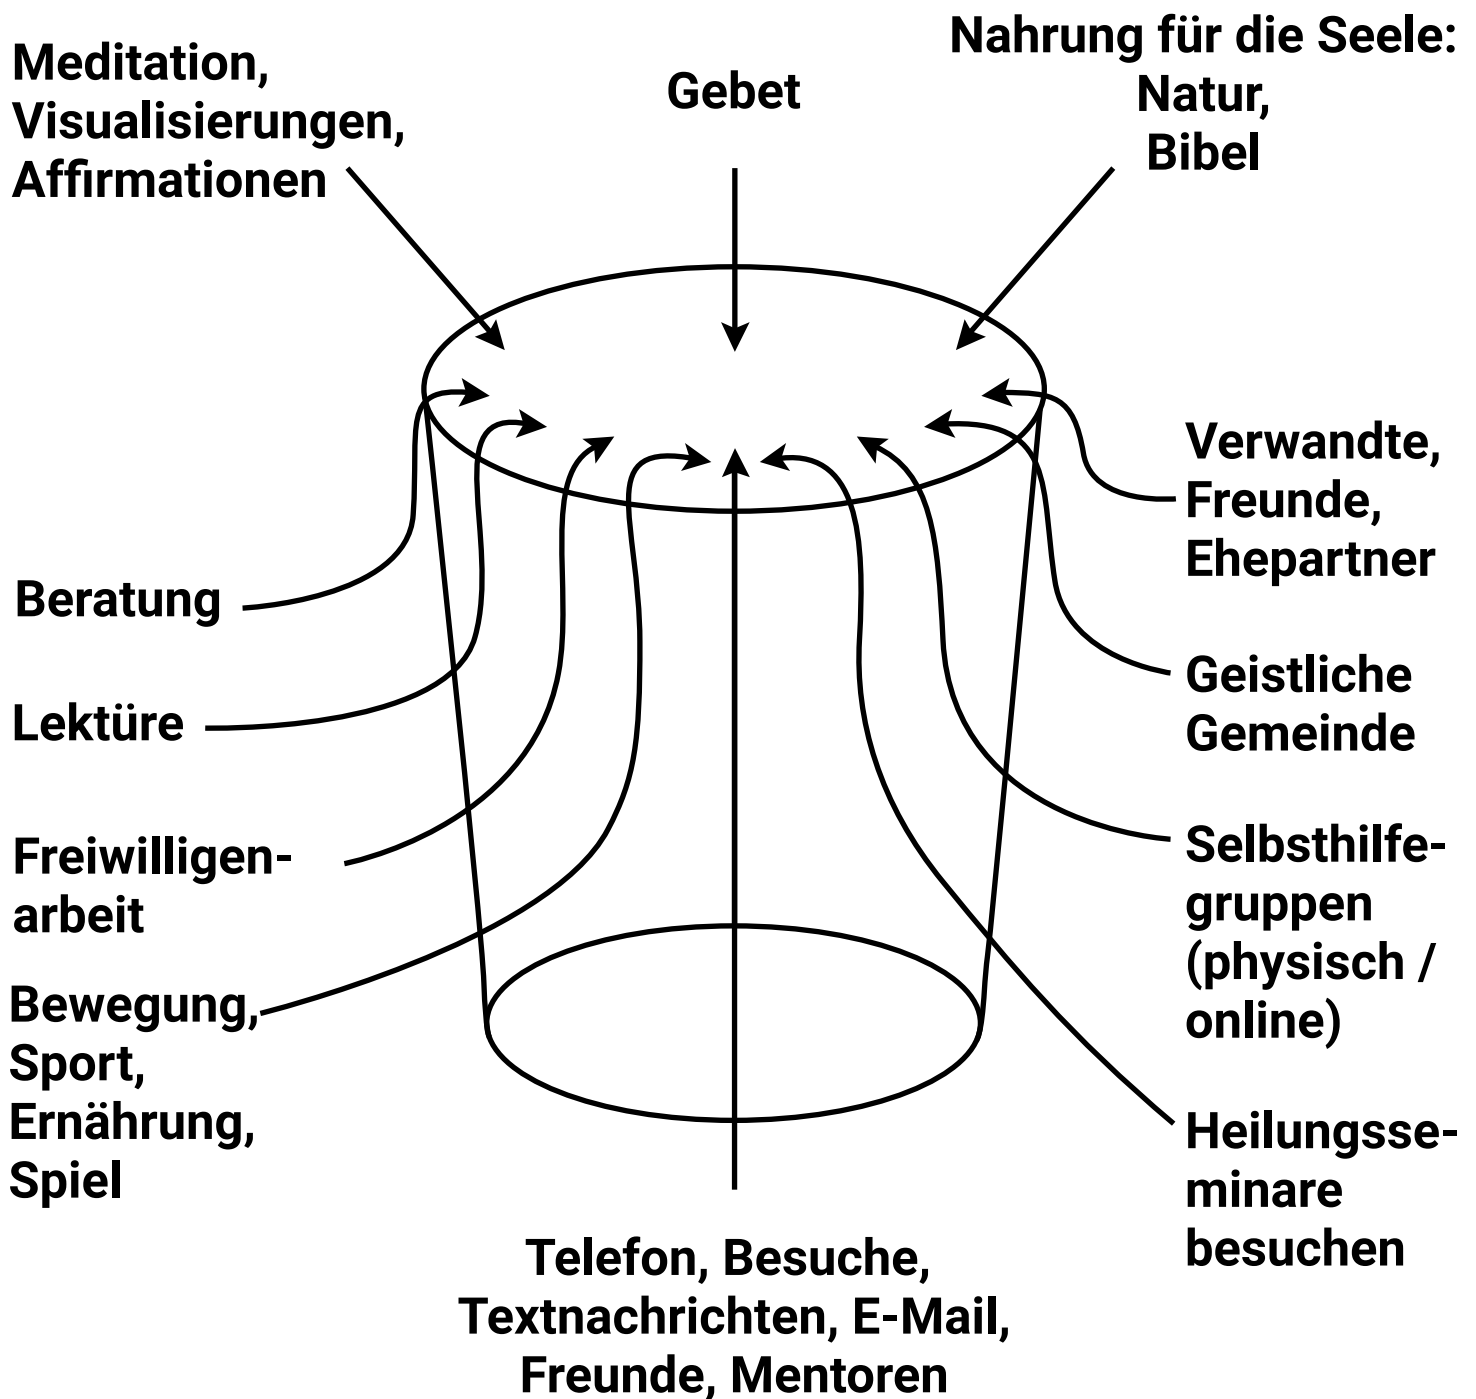 Meditation,
Visualisierungen,
Affirmationen
Gebet
Nahrung für die Seele:
Natur,
Bibel
Beratung
Lektüre
Freiwilligen-
arbeit
Bewegung,
Sport,
Ernährung,
Spiel
Verwandte,
Freunde,
Ehepartner
Geistliche
Gemeinde
Selbsthilfe-
gruppen
(physisch /
online)
Heilungsse-
minare
besuchen
Telefon, Besuche,
Textnachrichten, E-Mail,
Freunde, Mentoren